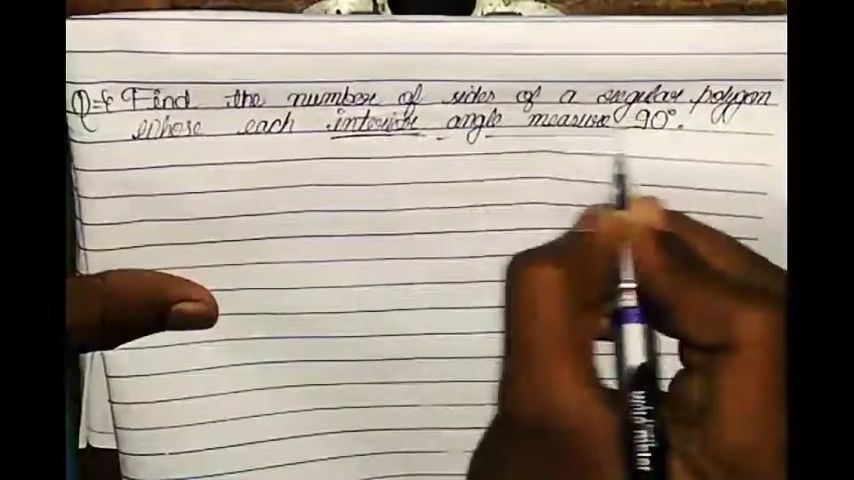 Q=6 Find the number of sides of a regular polygon
whose each interior angle measure 90°.